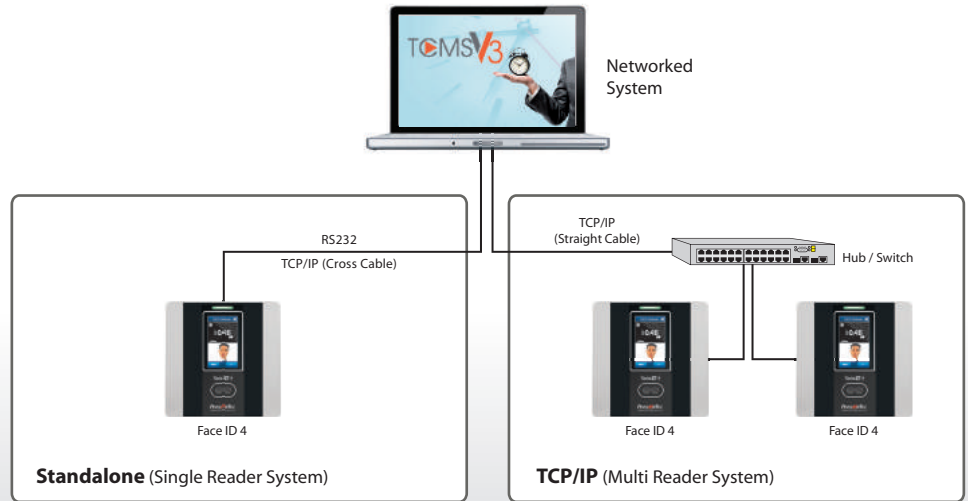 TCMSV3
Networked
System
RS232
TCP/IP (Cross Cable)
TCP/IP
(Straight Cable)
Hub / Switch
Face ID 4
Face ID 4
Face ID 4
Standalone (Single Reader System)
TCP/IP (Multi Reader System)